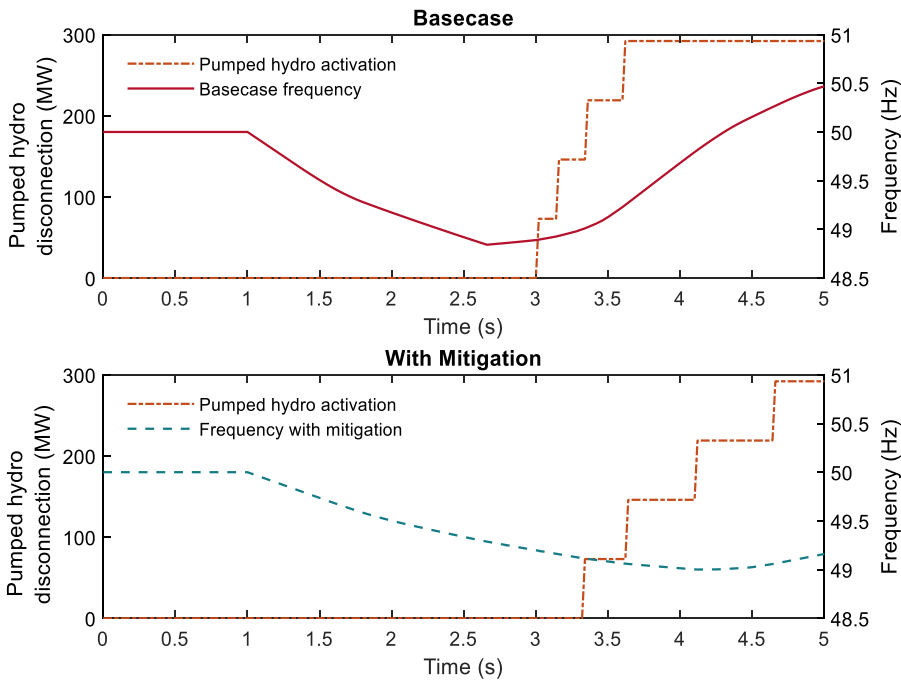 Basecase
Pumped hydro
disconnection (MW)
300
200
100
0
Pumped hydro activation
Basecase frequency
51
50.5
50
49.5
49
48.5
Frequency (Hz)
0 0.5 1 1.5 2 2.5 3 3.5 4 4.5 5
Time (s)
With Mitigation
Pumped hydro
disconnection (MW)
300
200
100
0
Pumped hydro activation
Frequency with mitigation
51
50.5
50
49.5
49
48.5
Frequency (Hz)
0 0.5 1 1.5 2 2.5 3 3.5 4 4.5 5
Time (s)